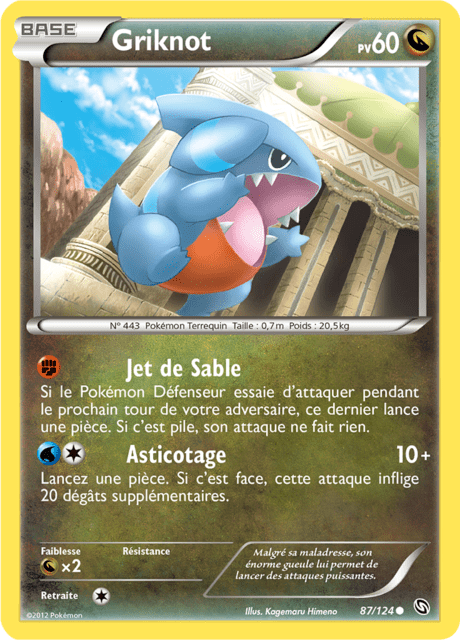 BASE
Griknot
PV60
N° 443 Pokémon Terrequin Taille : 0,7m Poids : 20,5kg
Jet de Sable
Si le Pokémon Défenseur essaie d'attaquer pendant
le prochain tour de votre adversaire, ce dernier lance
une pièce. Si c'est pile, son attaque ne fait rien.
Asticotage 10+
Lancez une pièce. Si c'est face, cette attaque inflige
20 dégâts supplémentaires.
Faiblesse Résistance
×2
Malgré sa maladresse, son
énorme gueule lui permet de
lancer des attaques puissantes.
Retraite
©2012 Pokémon Illus. Kagemaru Himeno 87/124